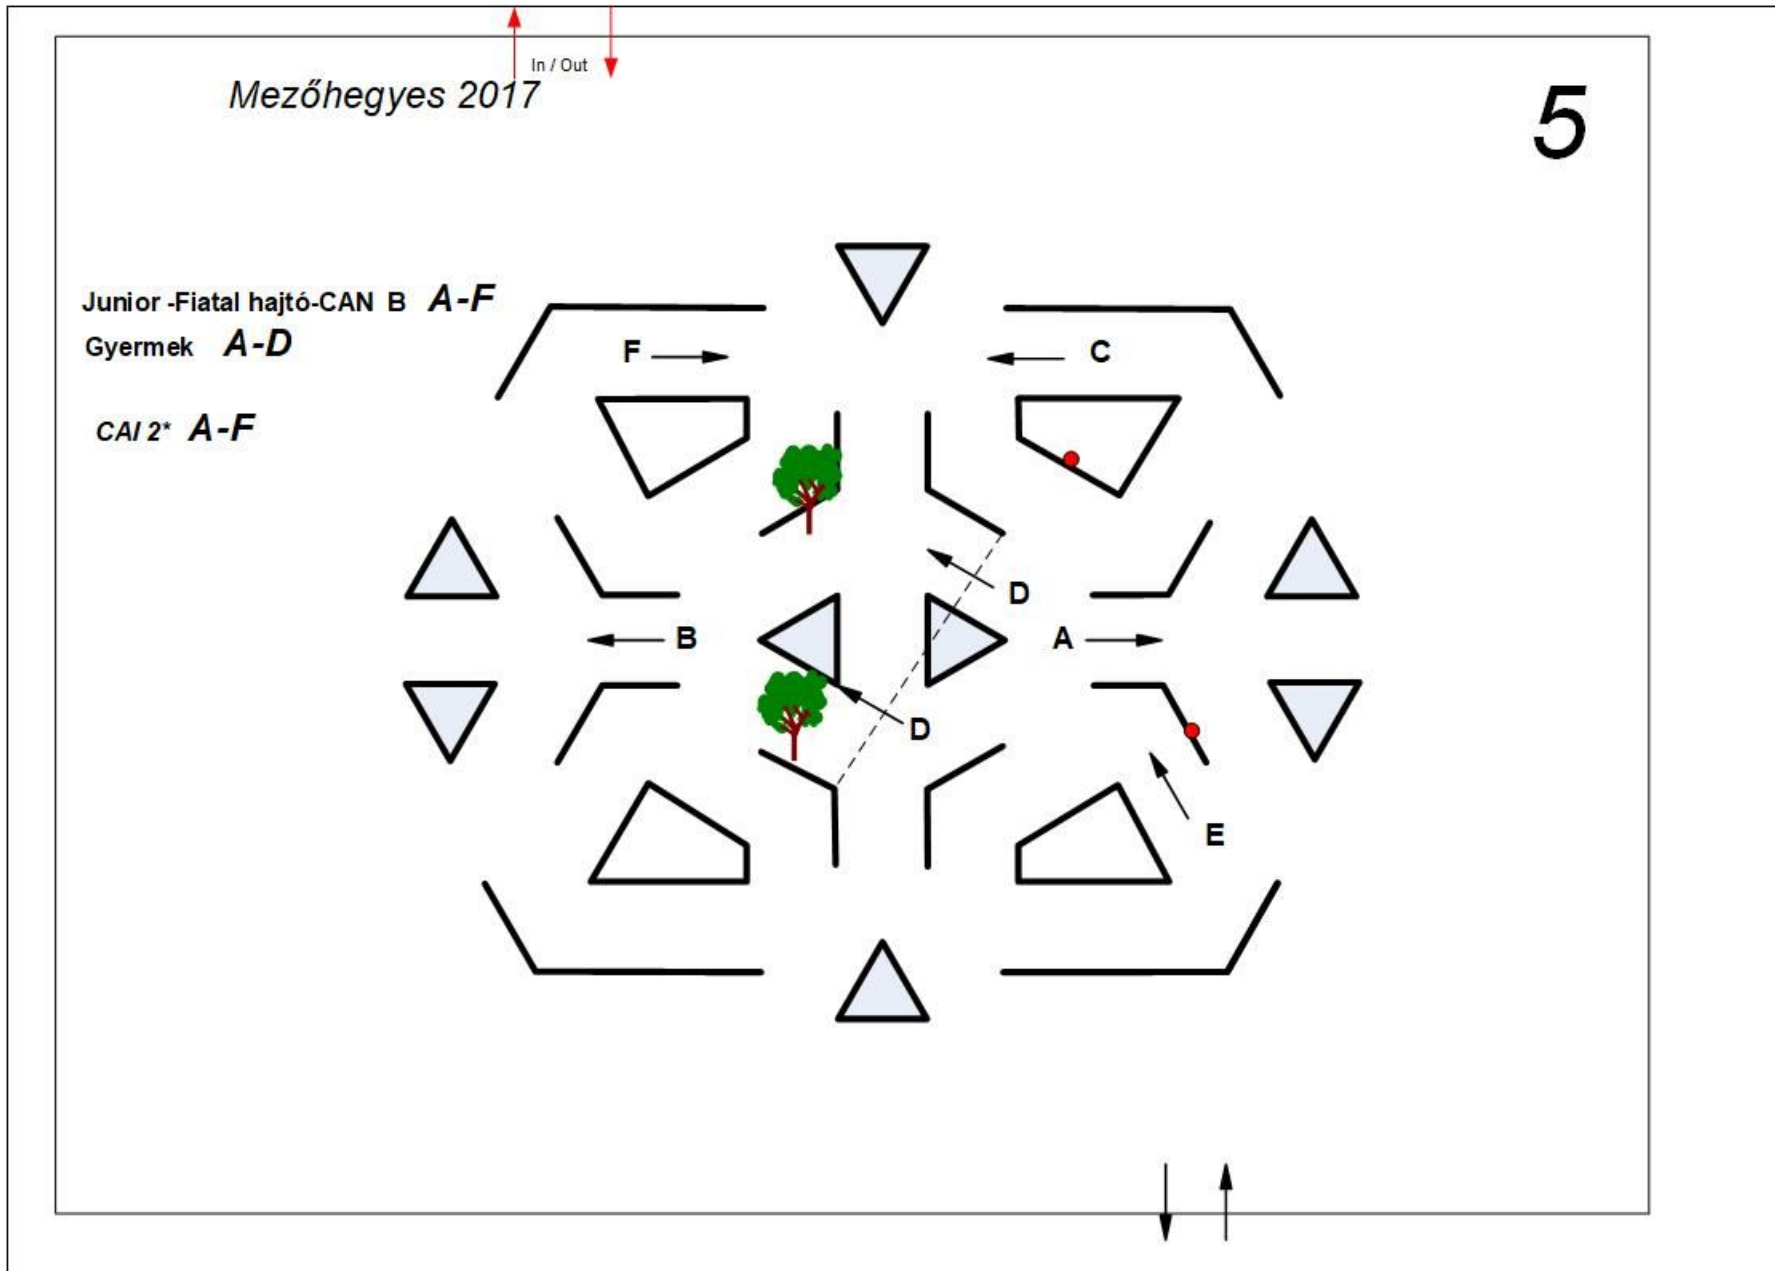 In / Out
Mezőhegyes 2017
5
Junior -Fiatal hajtó-CAN B A-F
Gyermek A-D
F
C
CAI 2* A-F
D
B
A
D
E